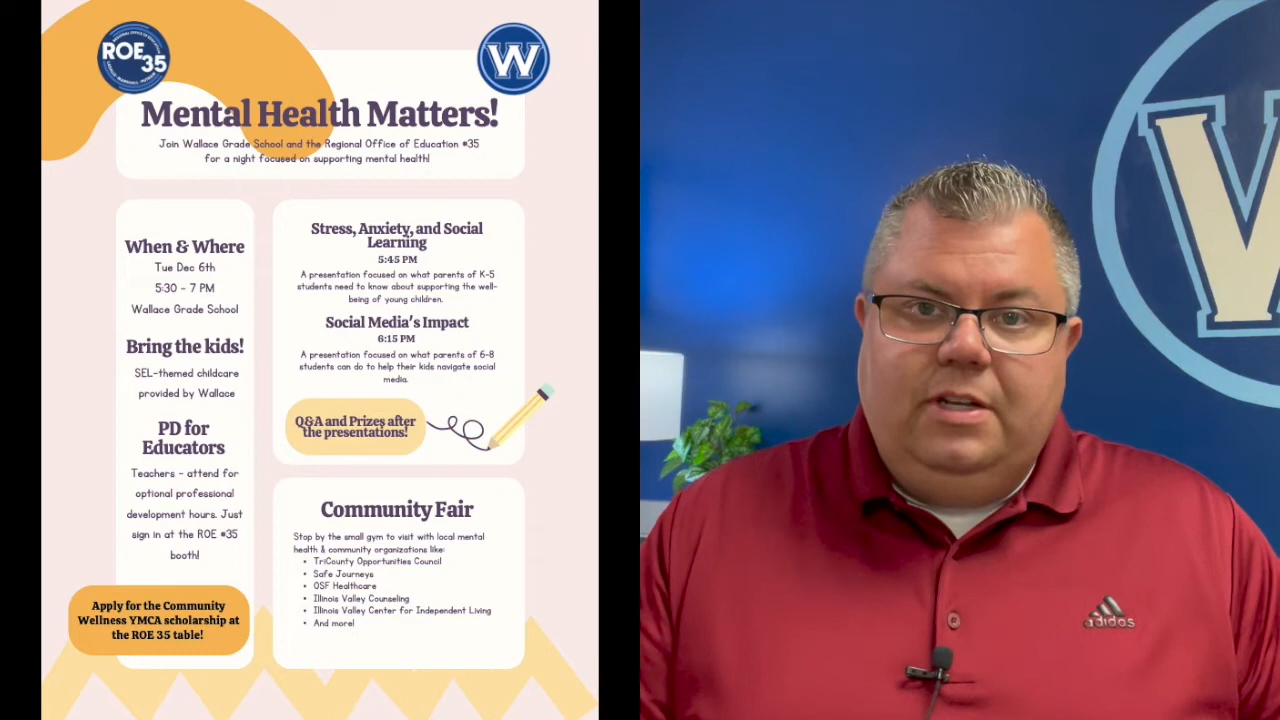 ROE
35
W
Mental Health Matters!
Join Wallace Grade School and the Regional Office of Education #35
for a night focused on supporting mental health!
When & Where
Tue Dec 6th
5:30 - 7 PM
Wallace Grade School
Bring the kids!
SEL-themed childcare
provided by Wallace
PD for
Educators
Teachers - attend for
optional professional
development hours. Just
sign in at the ROE #35
booth!
Apply for the Community
Wellness YMCA scholarship at
the ROE 35 table!
Stress, Anxiety, and Social
Learning
5:45 PM
A presentation focused on what parents of K-5
students need to know about supporting the well-
being of young children.
Social Media's Impact
6:15 PM
A presentation focused on what parents of 6-8
students can do to help their kids navigate social
media.
Q&A and Prizes after
the presentations!
Community Fair
Stop by the small gym to visit with local mental
health & community organizations like:
• TriCounty Opportunities Council
• Safe Journeys
• OSF Healthcare
• Illinois Valley Counseling
• Illinois Valley Center for Independent Living
• And more!
W
adidas